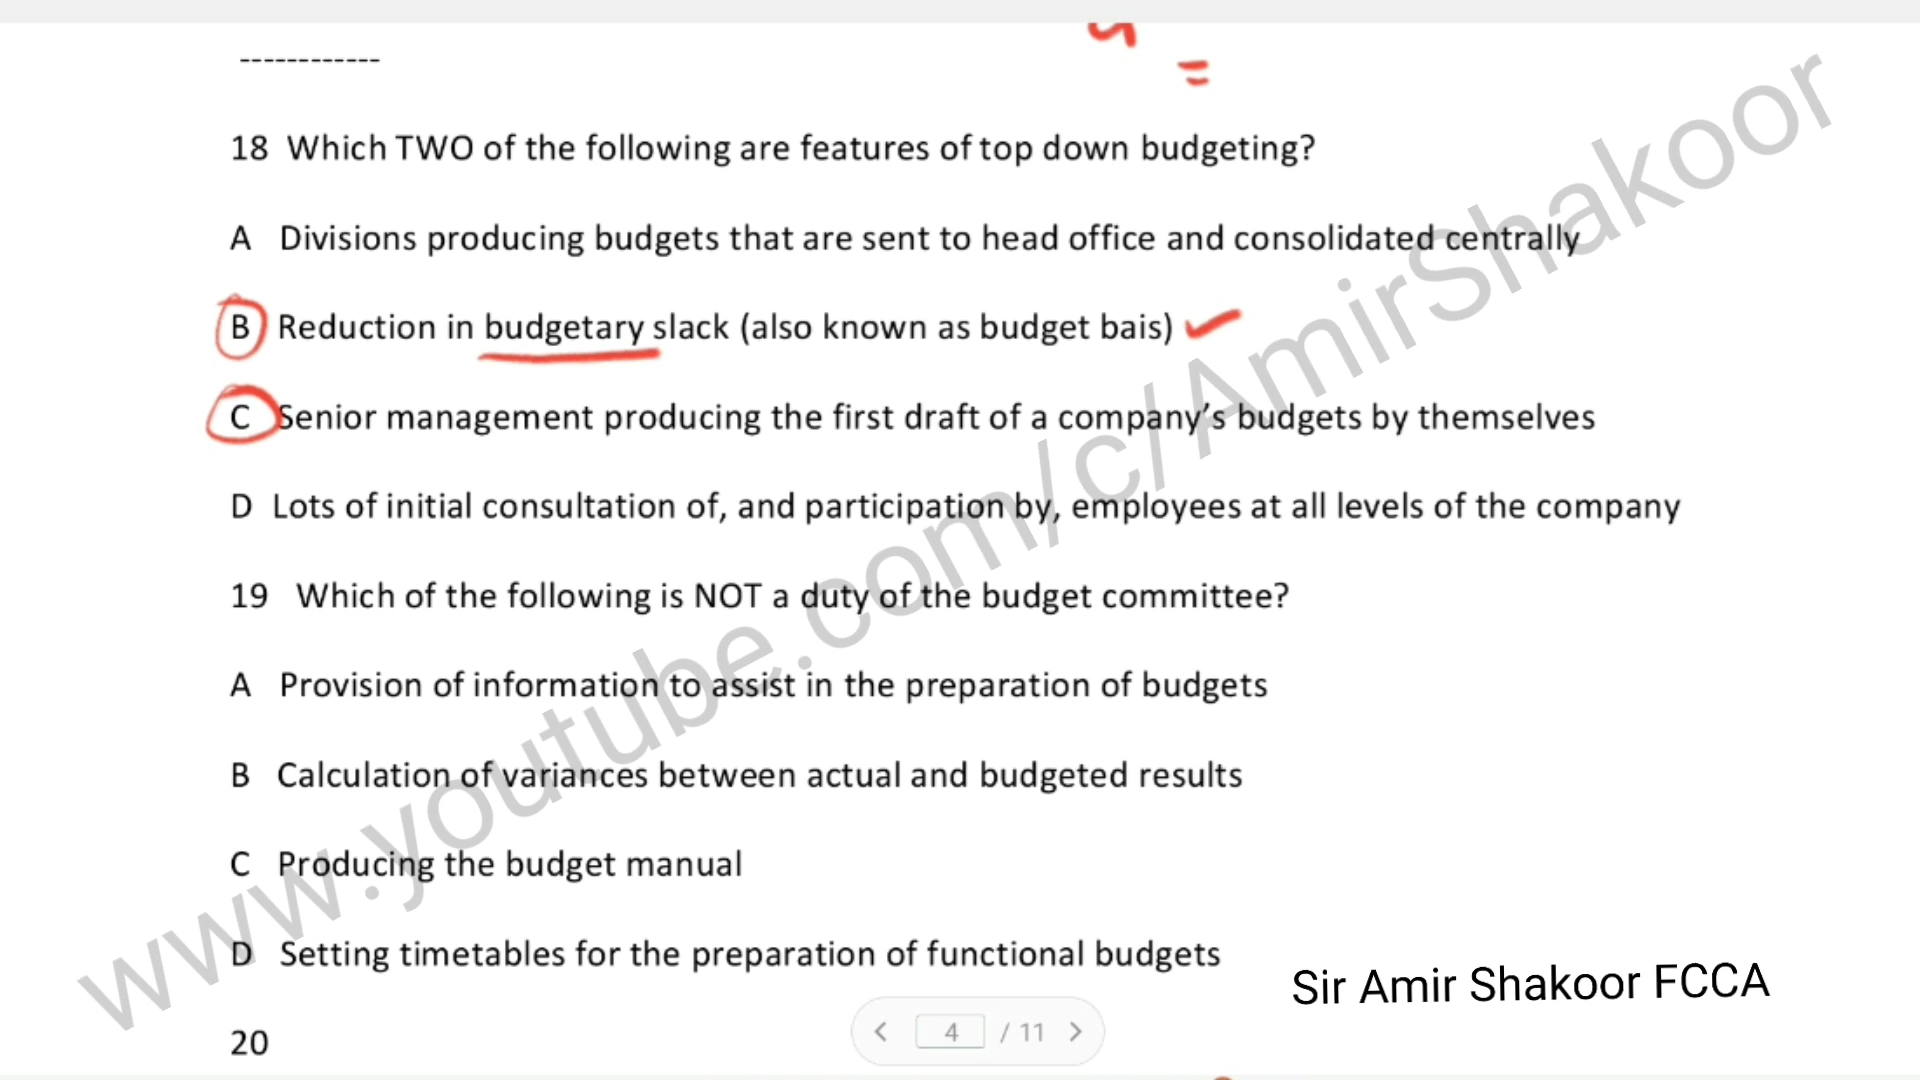 ------------
18 Which TWO of the following are features of top down budgeting?
A Divisions producing budgets that are sent to head office and consolidated centrally
B Reduction in budgetary slack (also known as budget bais)
C Senior management producing the first draft of a company's budgets by themselves
D Lots of initial consultation of, and participation by, employees at all levels of the company
19 Which of the following is NOT a duty of the budget committee?
A Provision of information to assist in the preparation of budgets
B Calculation of variances between actual and budgeted results
C Producing the budget manual
D Setting timetables for the preparation of functional budgets
20
Sir Amir Shakoor FCCA
4 / 11
www.youtube.com/c/AmirShakoor